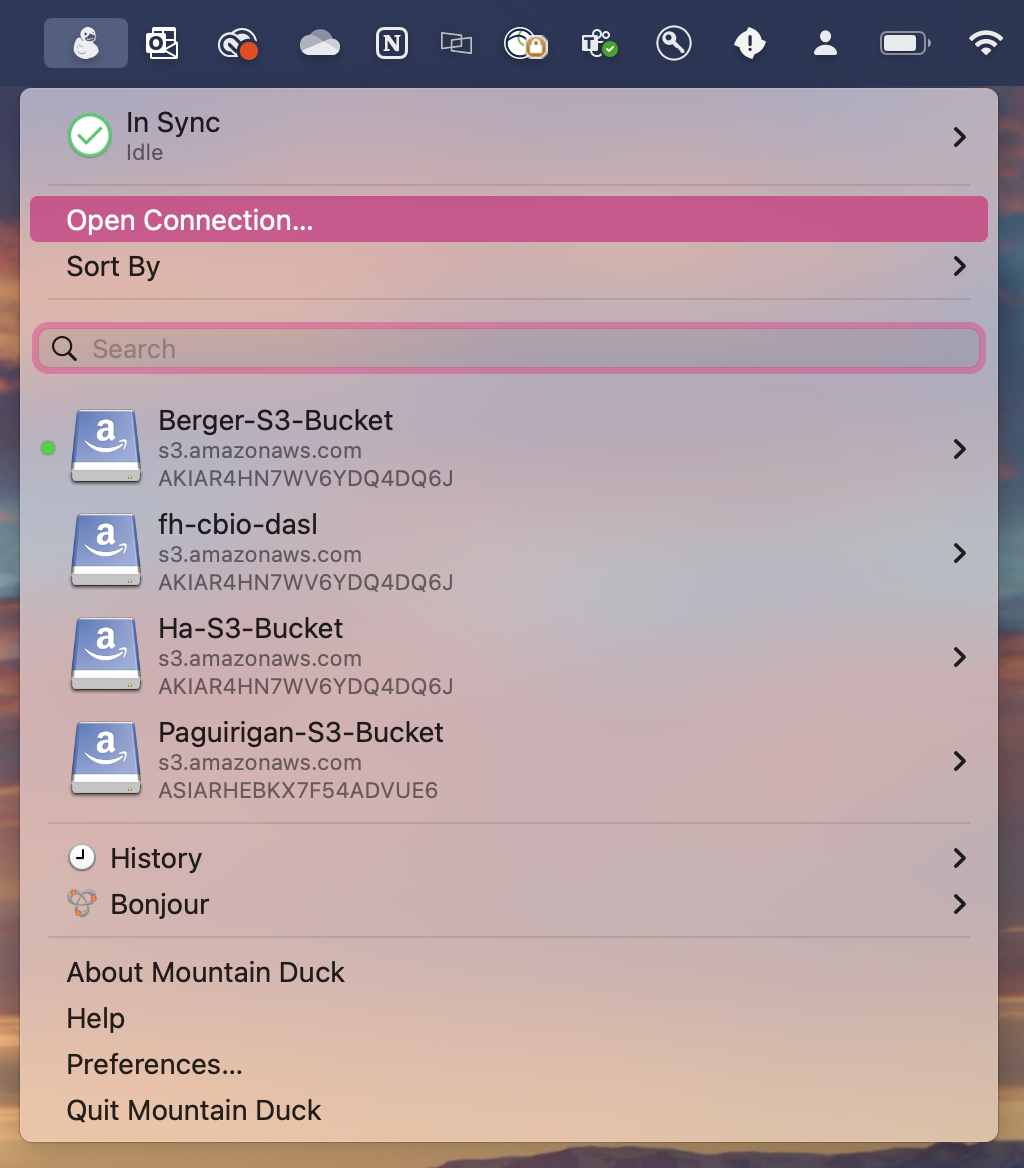 In Sync
Idle
Open Connection...
Sort By
Search
Berger-S3-Bucket
s3.amazonaws.com
AKIAR4HN7WV6YDQ4DQ6J
fh-cbio-dasl
s3.amazonaws.com
AKIAR4HN7WV6YDQ4DQ6J
Ha-S3-Bucket
s3.amazonaws.com
AKIAR4HN7WV6YDQ4DQ6J
Paguirigan-S3-Bucket
s3.amazonaws.com
ASIARHEBKX7F54ADVUE6
History
Bonjour
About Mountain Duck
Help
Preferences...
Quit Mountain Duck